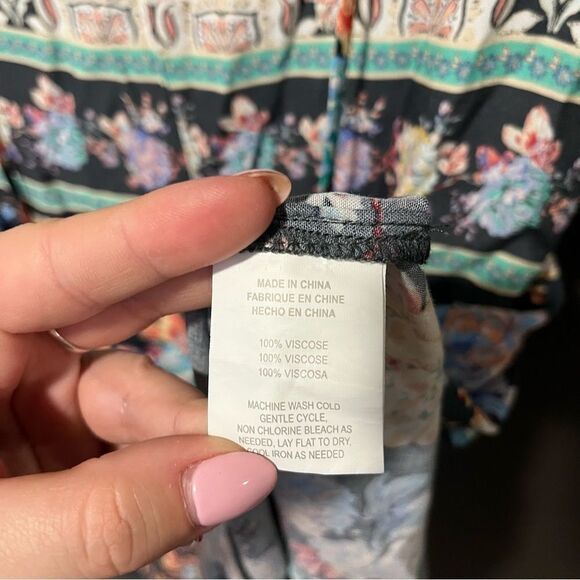 MADE IN CHINA
FABRIQUE EN CHINE
HECHO EN CHINA
100% VISCOSE
100% VISCOSE
100% VISCOSA
MACHINE WASH COLD
GENTLE CYCLE,
NON CHLORINE BLEACH AS
NEEDED, LAY FLAT TO DRY.
COOL IRON AS NEEDED